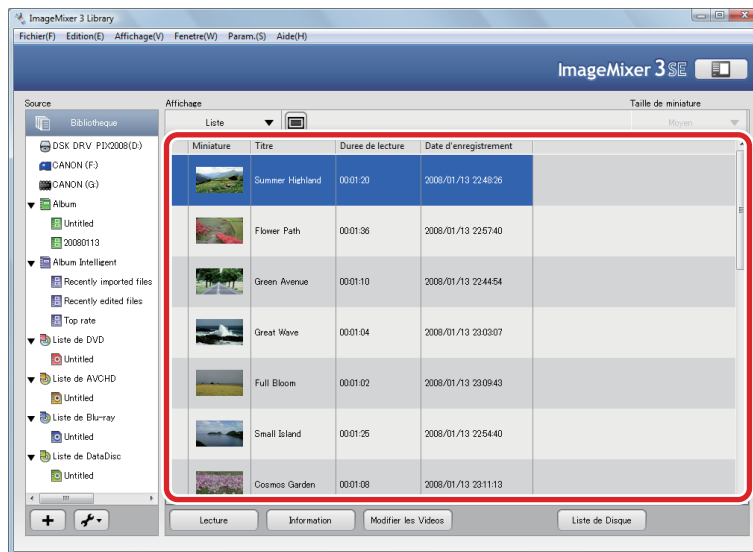 ImageMixer 3 Library
Fichier(F) Edition(E) Affichage(V) Fenetre(W) Param.(S) Aide(H)
ImageMixer 3 SE
Source Affichage Taille de miniature
Bibliotheque Liste Moyen
Miniature Titre Duree de lecture Date d'enregistrement
DSK DRV PIX2008(D:)
CANON (F:)
CANON (G:)
Album
Untitled
20080113
Album Intelligent
Recently imported files
Recently edited files
Top rate
Liste de DVD
Untitled
Liste de AVCHD
Untitled
Liste de Blu-ray
Untitled
Liste de DataDisc
Untitled
Summer Highland 00:01:20 2008/01/13 22:48:26
Flower Path 00:01:36 2008/01/13 22:57:40
Green Avenue 00:01:10 2008/01/13 22:44:54
Great Wave 00:01:04 2008/01/13 23:03:07
Full Bloom 00:01:02 2008/01/13 23:09:43
Small Island 00:01:25 2008/01/13 22:54:40
Cosmos Garden 00:01:08 2008/01/13 23:11:13
Lecture Information Modifier les Videos Liste de Disque